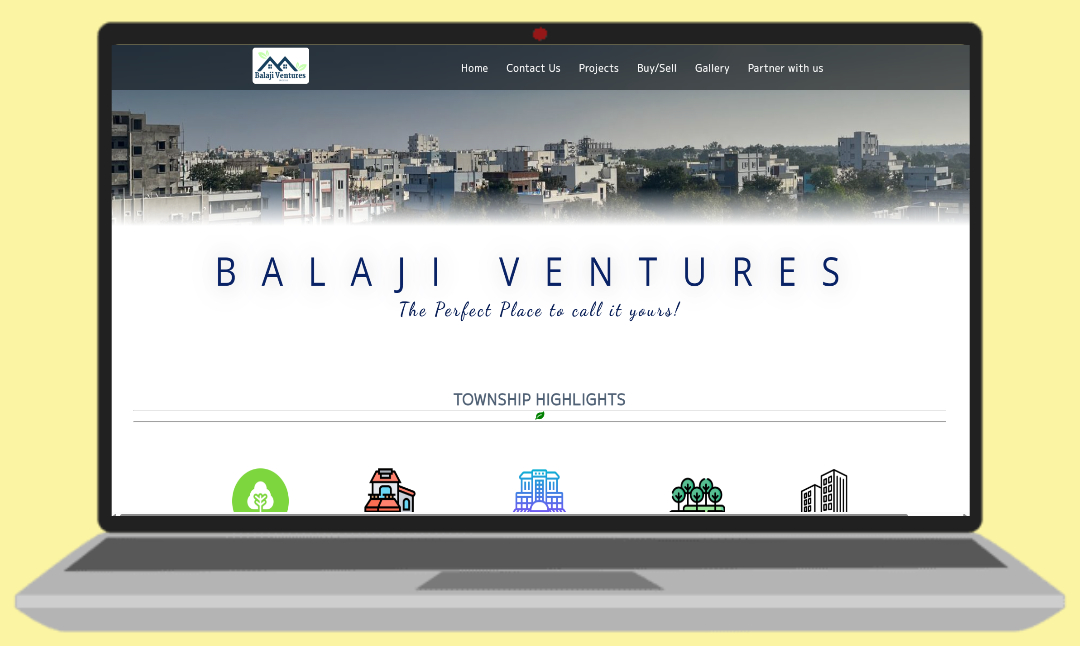 Balaji Ventures
Home Contact Us Projects Buy/Sell Gallery Partner with us
BALAJI VENTURES
The Perfect Place to call it yours!
TOWNSHIP HIGHLIGHTS